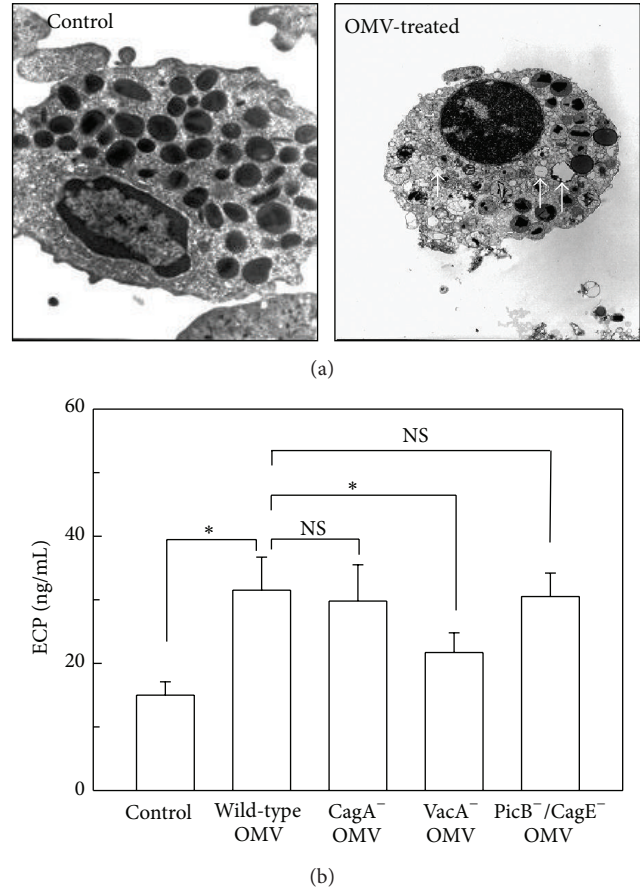 Control
OMV-treated
(a)
60
40
20
0
ECP (ng/mL)
NS
*
*
NS
Control
Wild-type OMV
CagA⁻ OMV
VacA⁻ OMV
PicB⁻/CagE⁻ OMV
(b)